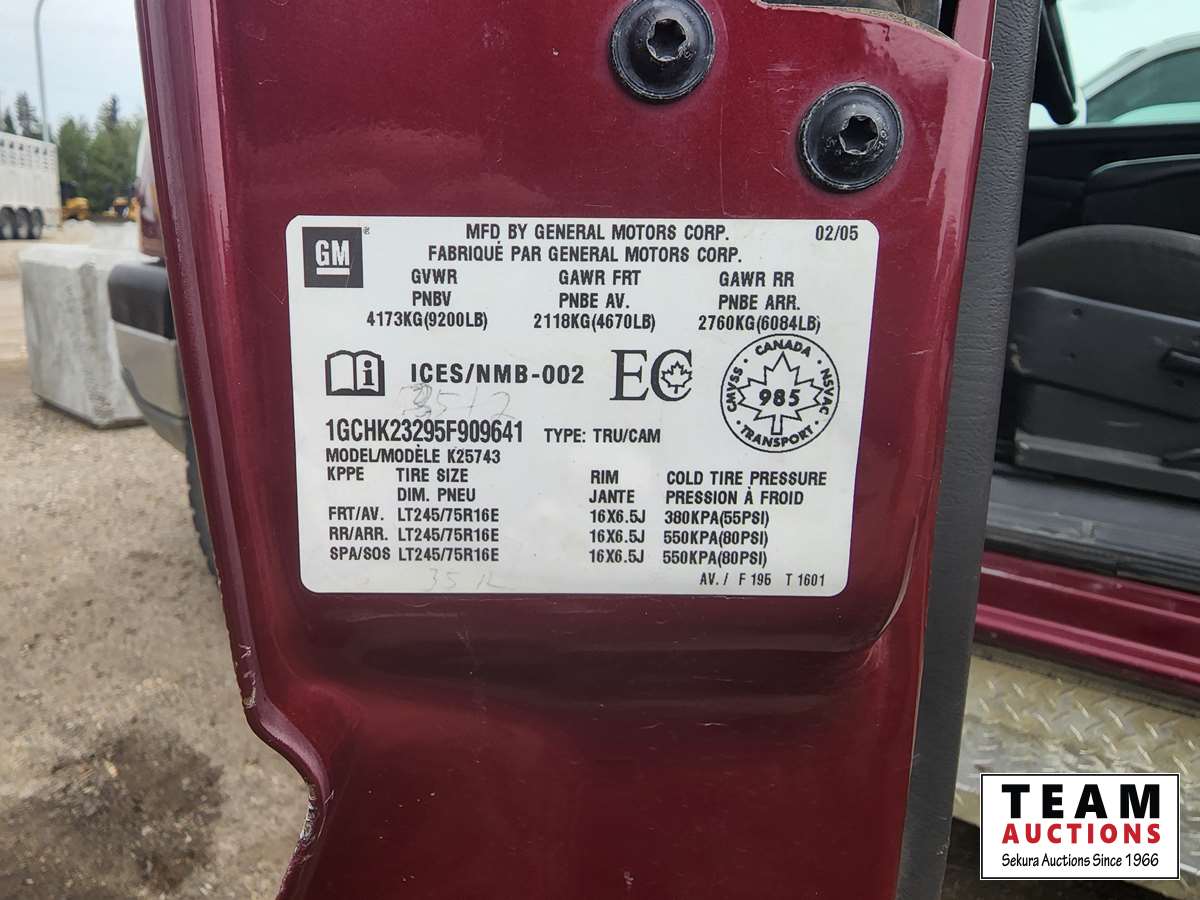 GM
MFD BY GENERAL MOTORS CORP. 02/05
FABRIQUÉ PAR GENERAL MOTORS CORP.
GVWR GAWR FRT GAWR RR
PNBV PNBE AV. PNBE ARR.
4173KG(9200LB) 2118KG(4670LB) 2760KG(6084LB)
ICES/NMB-002 EC
CANADA
CMVSS 985 NSVAC
TRANSPORT
1GCHK23295F909641 TYPE: TRU/CAM
MODEL/MODÈLE K25743
KPPE TIRE SIZE RIM COLD TIRE PRESSURE
DIM. PNEU JANTE PRESSION À FROID
FRT/AV. LT245/75R16E 16X6.5J 380KPA(55PSI)
RR/ARR. LT245/75R16E 16X6.5J 550KPA(80PSI)
SPA/SOS LT245/75R16E 16X6.5J 550KPA(80PSI)
AV. / F 195 T 1601
TEAM
AUCTIONS
Sekura Auctions Since 1966